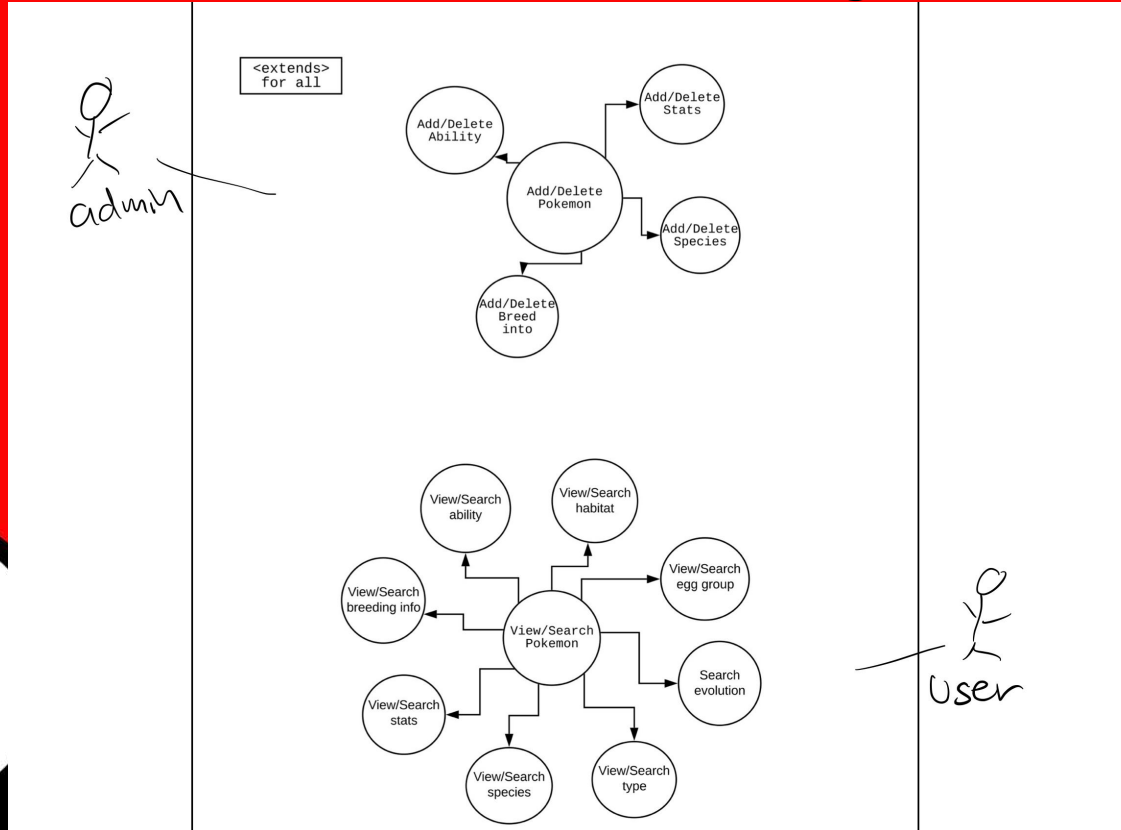 <extends>
for all
admin
Add/Delete
Ability
Add/Delete
Stats
Add/Delete
Pokemon
Add/Delete
Species
Add/Delete
Breed
into
View/Search
ability
View/Search
habitat
View/Search
egg group
View/Search
breeding info
View/Search
Pokemon
Search
evolution
user
View/Search
stats
View/Search
species
View/Search
type